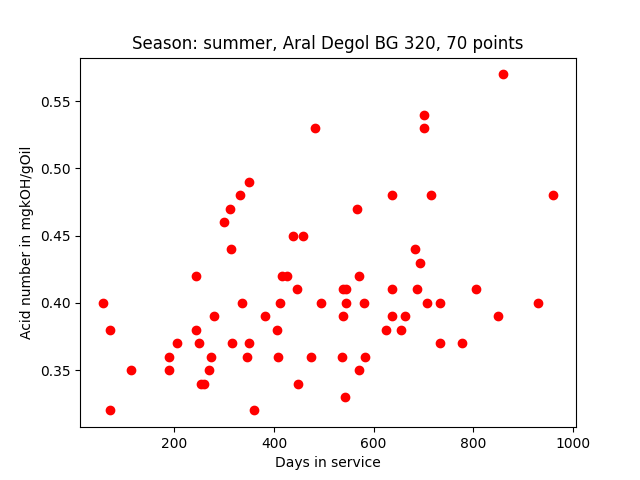 Season: summer, Aral Degol BG 320, 70 points
Acid number in mgkOH/gOil
0.55
0.50
0.45
0.40
0.35
200 400 600 800 1000
Days in service